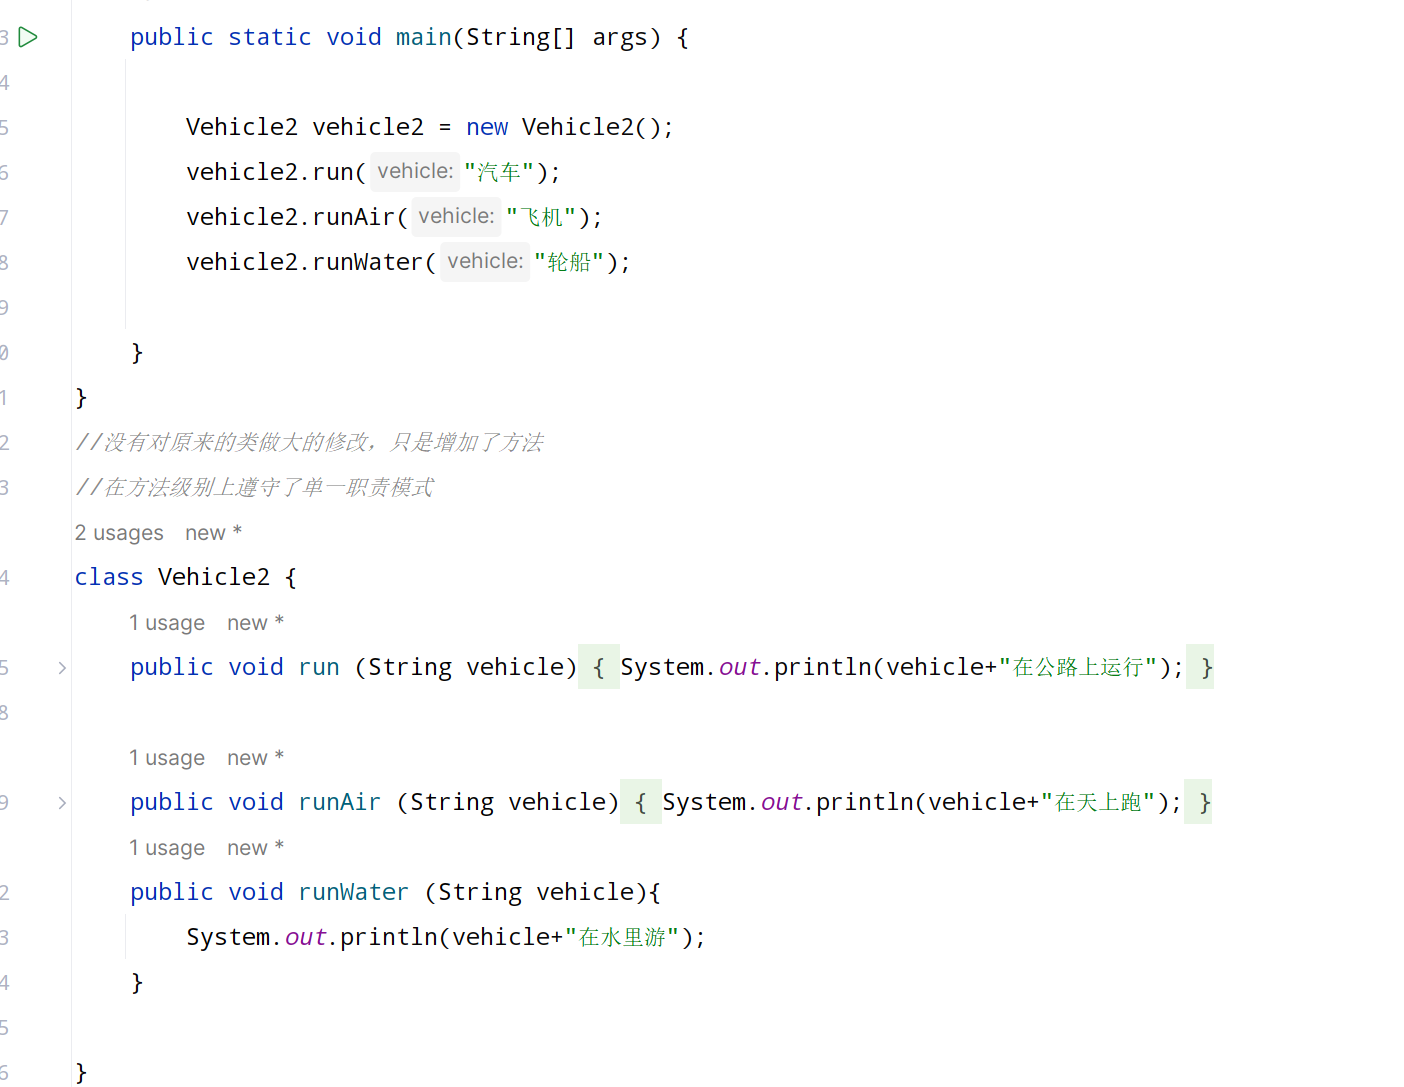 3 public static void main(String[] args) {
4
5 Vehicle2 vehicle2 = new Vehicle2();
6 vehicle2.run( vehicle: "汽车");
7 vehicle2.runAir( vehicle: "飞机");
8 vehicle2.runWater( vehicle: "轮船");
9
0 }
1 }
2 //没有对原来的类做大的修改，只是增加了方法
3 //在方法级别上遵守了单一职责模式
2 usages new *
4 class Vehicle2 {
1 usage new *
5 public void run (String vehicle) { System.out.println(vehicle+"在公路上运行"); }
8
1 usage new *
9 public void runAir (String vehicle) { System.out.println(vehicle+"在天上跑"); }
1 usage new *
2 public void runWater (String vehicle){
3 System.out.println(vehicle+"在水里游");
4 }
5
6 }